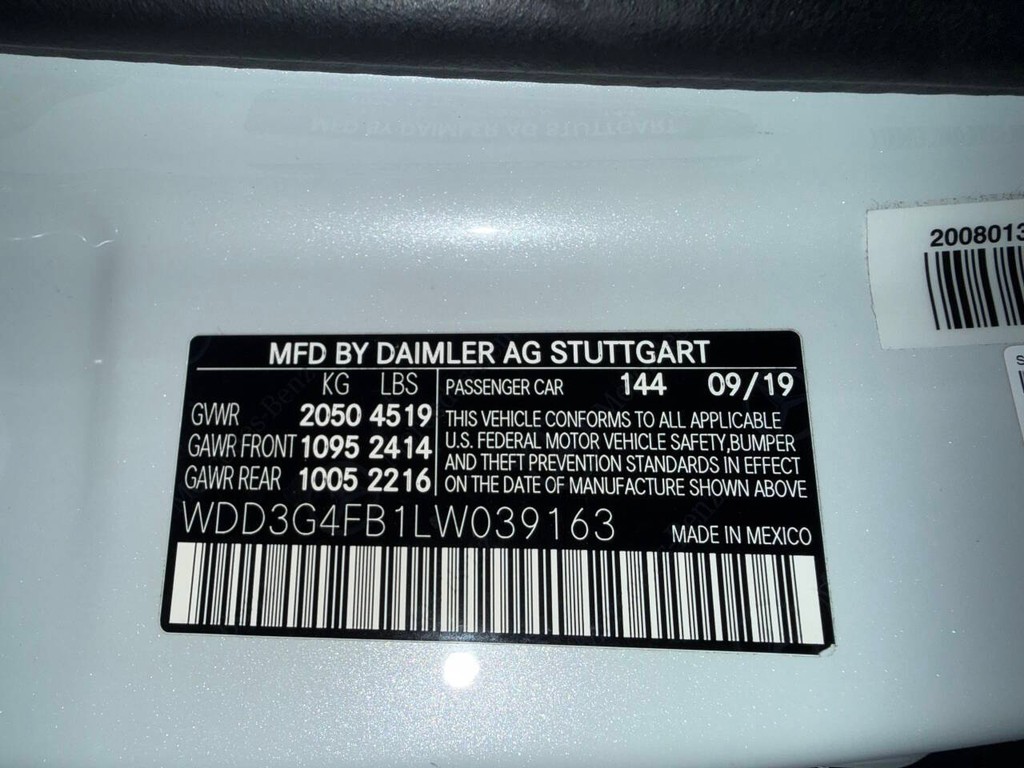 2008013
MFD BY DAIMLER AG STUTTGART
KG LBS
GVWR 2050 4519
GAWR FRONT 1095 2414
GAWR REAR 1005 2216
PASSENGER CAR 144 09/19
THIS VEHICLE CONFORMS TO ALL APPLICABLE
U.S. FEDERAL MOTOR VEHICLE SAFETY,BUMPER
AND THEFT PREVENTION STANDARDS IN EFFECT
ON THE DATE OF MANUFACTURE SHOWN ABOVE
WDD3G4FB1LW039163
MADE IN MEXICO